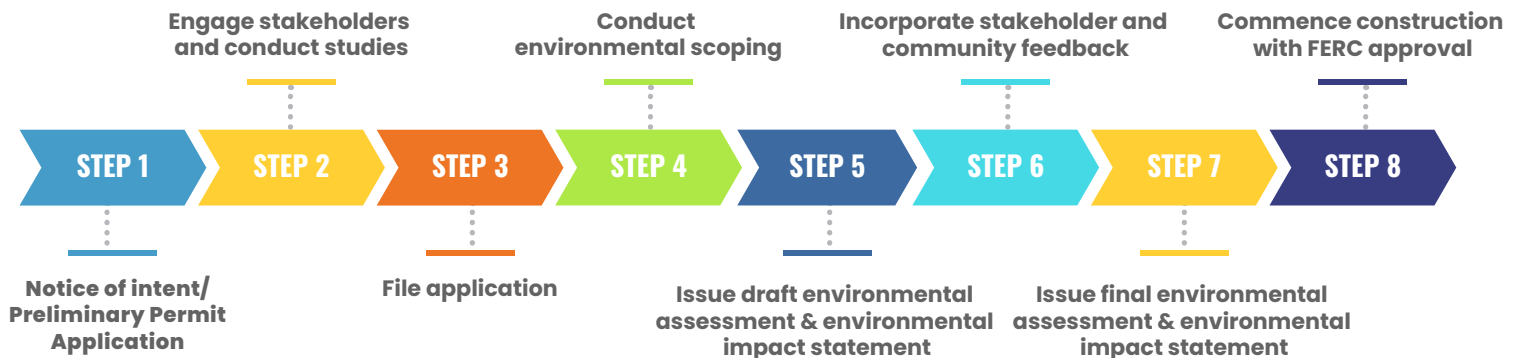 Engage stakeholders
and conduct studies
Conduct
environmental scoping
Incorporate stakeholder and
community feedback
Commence construction
with FERC approval
STEP 1
STEP 2
STEP 3
STEP 4
STEP 5
STEP 6
STEP 7
STEP 8
Notice of intent/
Preliminary Permit
Application
File application
Issue draft environmental
assessment & environmental
impact statement
Issue final environmental
assessment & environmental
impact statement